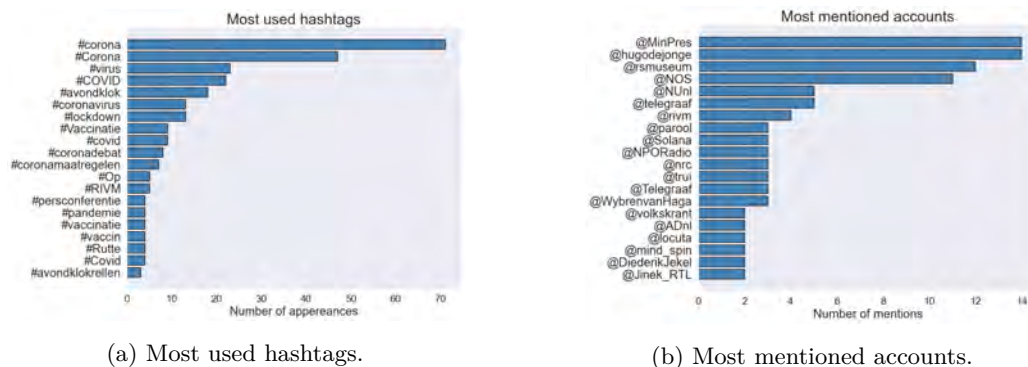 Most used hashtags
#corona
#Corona
#virus
#COVID
#avondklok
#coronavirus
#lockdown
#Vaccinatie
#covid
#coronadebat
#coronamaatregelen
#Op
#RIVM
#persconferentie
#pandemie
#vaccinatie
#vaccin
#Rutte
#Covid
#avondklokrellen
0 10 20 30 40 50 60 70
Number of appereances
(a) Most used hashtags.
Most mentioned accounts
@MinPres
@hugodejonge
@rsmuseum
@NOS
@NUnl
@telegraaf
@rivm
@parool
@Solana
@NPORadio
@nrc
@trui
@Telegraaf
@WybrenvanHaga
@volkskrant
@ADnl
@locuta
@mind_spin
@DiederikJekel
@Jinek_RTL
0 2 4 6 8 10 12 14
Number of mentions
(b) Most mentioned accounts.